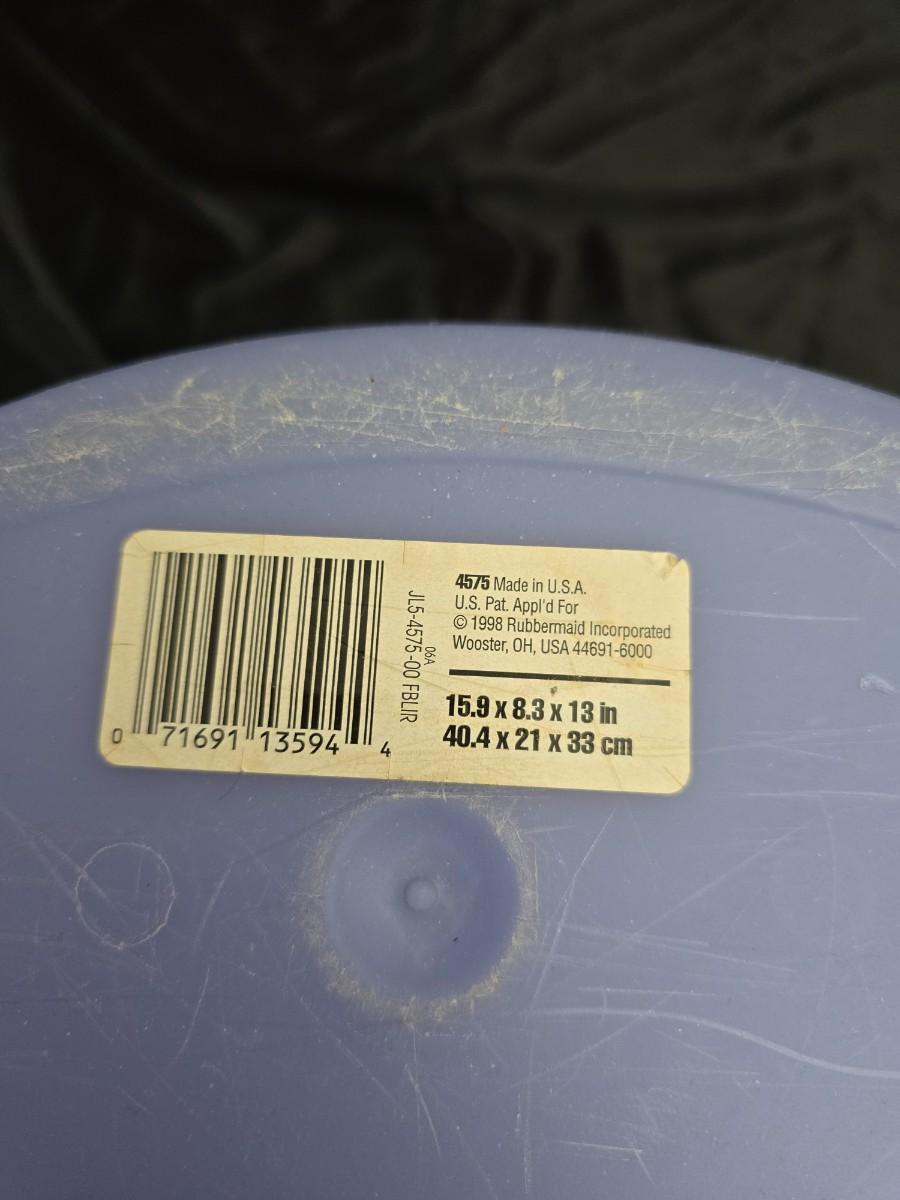 4575 Made in U.S.A.
U.S. Pat. Appl'd For
© 1998 Rubbermaid Incorporated
Wooster, OH, USA 44691-6000
15.9 x 8.3 x 13 in
40.4 x 21 x 33 cm
06A
JL5-4575-00 FBLIR
0 71691 13594 4